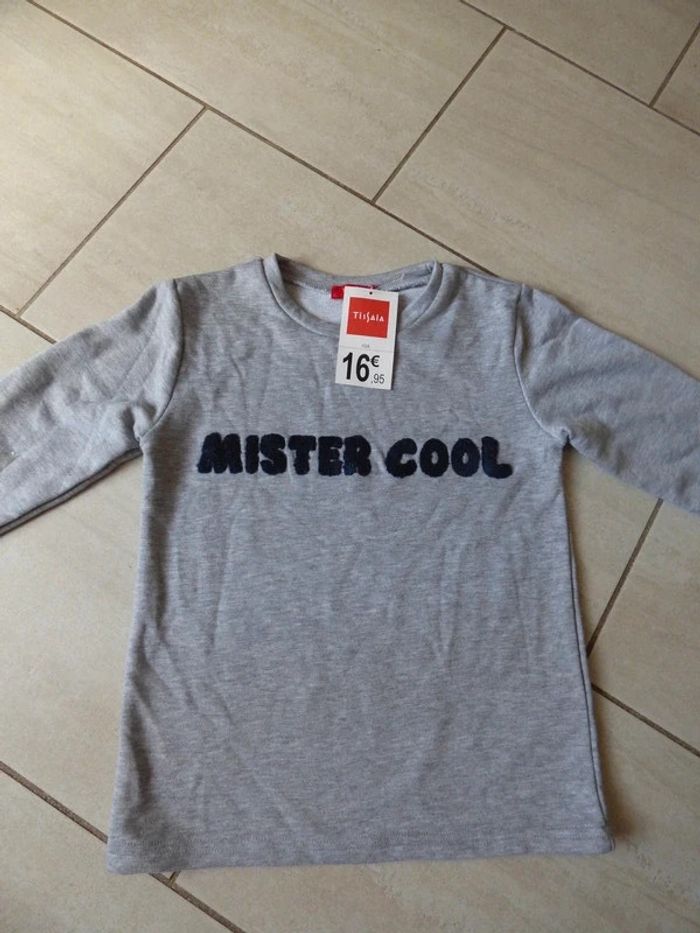 TISSAIA
16€
,95
MISTER COOL